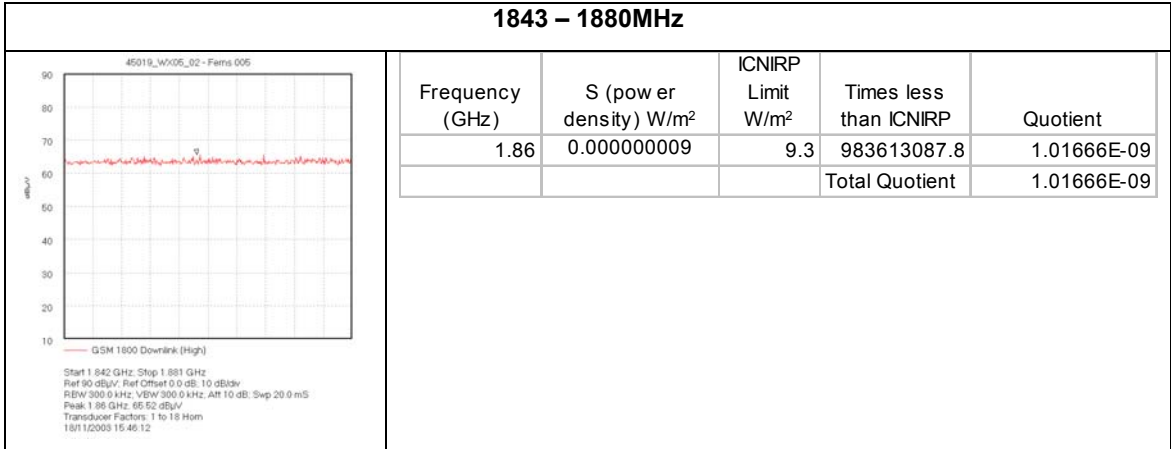 1843 – 1880MHz
45019_WX05_02 - Ferns 005
90
80
70
60
50
40
30
20
10
dBµV
GSM 1800 Downlink (High)
Start 1.842 GHz; Stop 1.881 GHz
Ref 90 dBµV; Ref Offset 0.0 dB; 10 dB/div
RBW 300.0 kHz; VBW 300.0 kHz; Att 10 dB; Swp 20.0 mS
Peak 1.86 GHz; 65.52 dBµV
Transducer Factors: 1 to 18 Horn
18/11/2003 15:46:12
Frequency (GHz) S (pow er density) W/m² ICNIRP Limit W/m² Times less than ICNIRP Quotient
1.86 0.000000009 9.3 983613087.8 1.01666E-09
Total Quotient 1.01666E-09